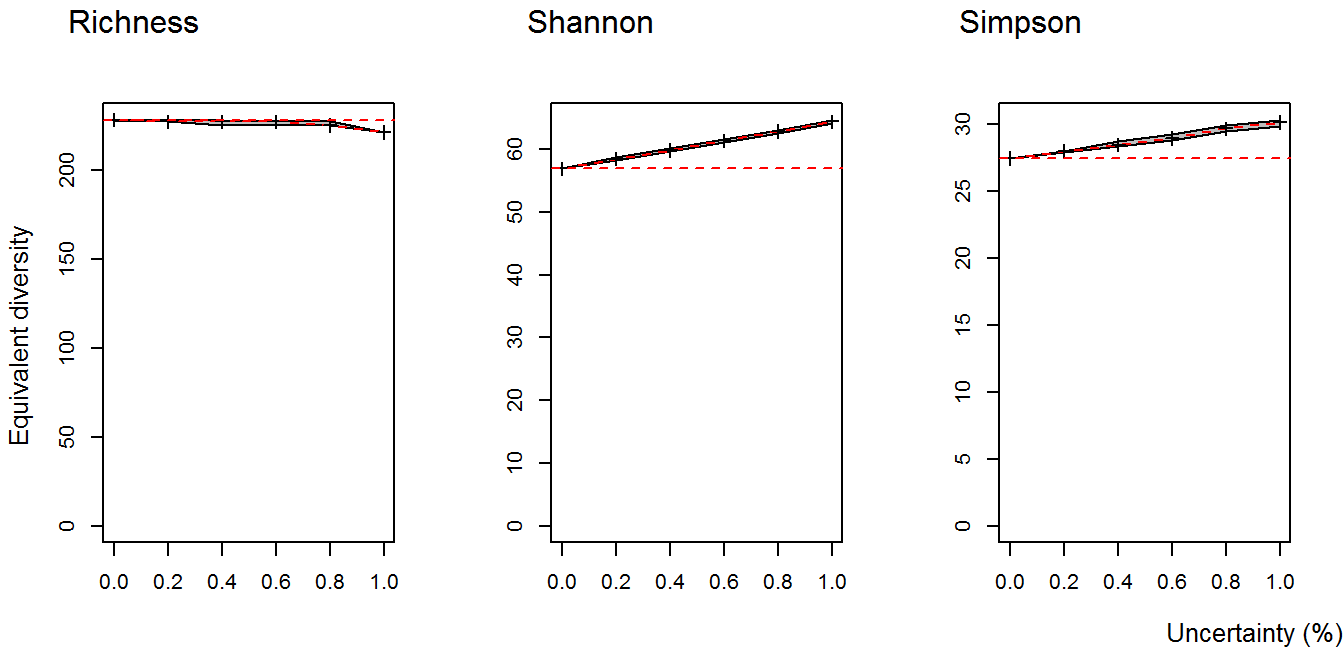 Richness Shannon Simpson
Equivalent diversity
0 50 100 150 200
0.0 0.2 0.4 0.6 0.8 1.0
0 10 20 30 40 50 60
0.0 0.2 0.4 0.6 0.8 1.0
0 5 10 15 20 25 30
0.0 0.2 0.4 0.6 0.8 1.0
Uncertainty (%)